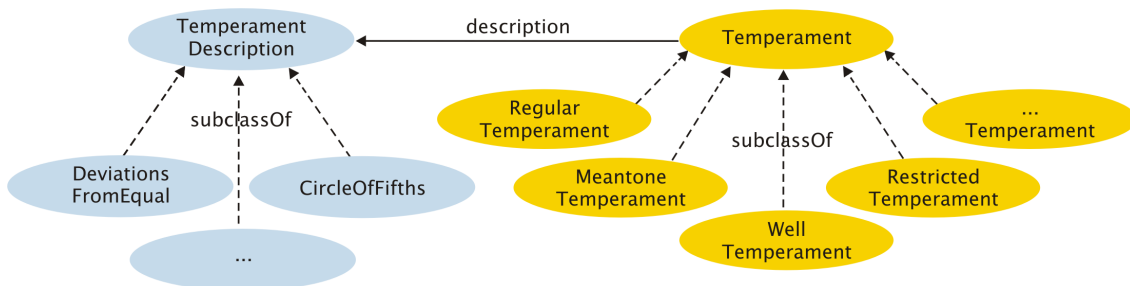 Temperament
Description
description
Temperament
subclassOf
Regular
Temperament
...
Temperament
subclassOf
Deviations
FromEqual
CircleOfFifths
Meantone
Temperament
Restricted
Temperament
Well
Temperament
...